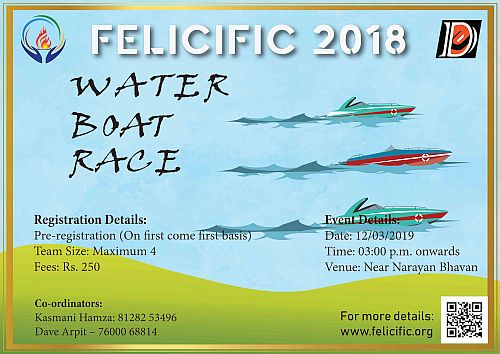 FELICIFIC 2018
WATER
BOAT
RACE
Registration Details:
Pre-registration (On first come first basis)
Team Size: Maximum 4
Fees: Rs. 250
Event Details:
Date: 12/03/2019
Time: 03:00 p.m. onwards
Venue: Near Narayan Bhavan
Co-ordinators:
Kasmani Hamza: 81282 53496
Dave Arpit – 76000 68814
For more details:
www.felicific.org